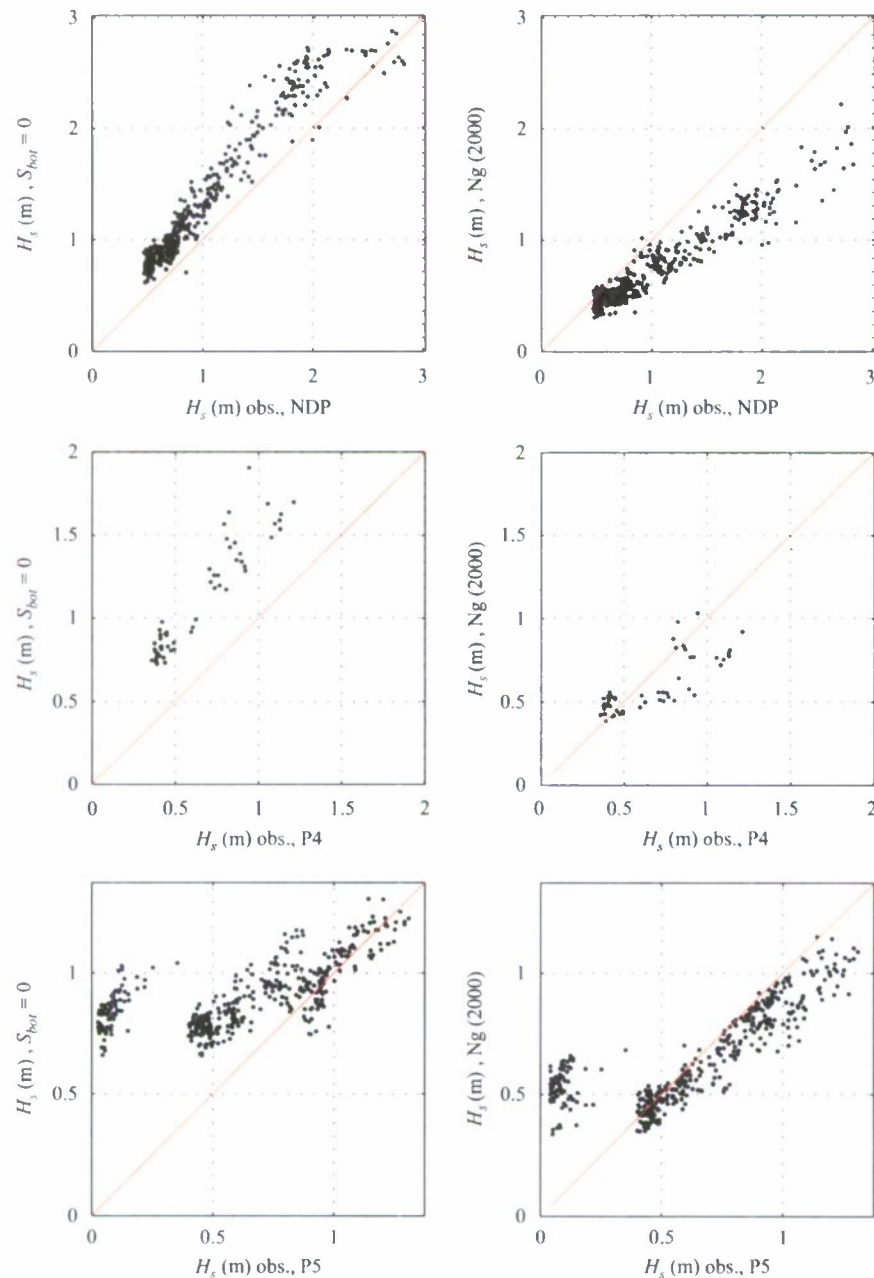 3
2
1
0
H_s (m) , S_bot = 0
0 1 2 3
H_s (m) obs., NDP
3
2
1
0
H_s (m) , Ng (2000)
0 1 2 3
H_s (m) obs., NDP
2
1.5
1
0.5
0
H_s (m) , S_bot = 0
0 0.5 1 1.5 2
H_s (m) obs., P4
2
1.5
1
0.5
0
H_s (m) , Ng (2000)
0 0.5 1 1.5 2
H_s (m) obs., P4
1
0.5
0
H_s (m) , S_bot = 0
0 0.5 1
H_s (m) obs., P5
1
0.5
0
H_s (m) , Ng (2000)
0 0.5 1
H_s (m) obs., P5